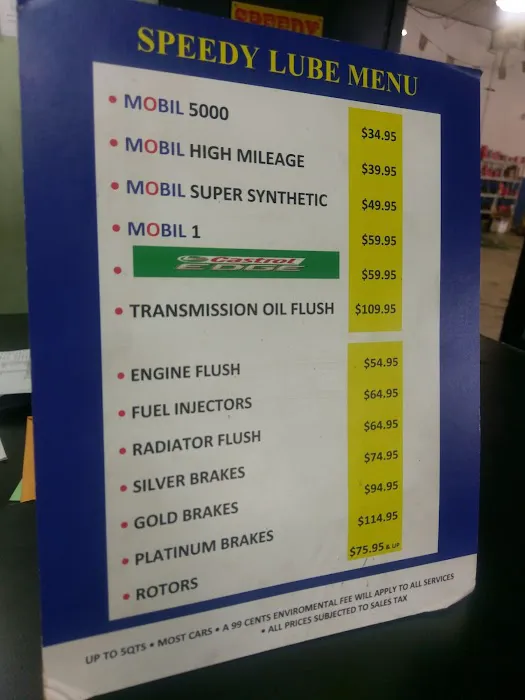 SPEEDY
SPEEDY LUBE MENU
• MOBIL 5000 $34.95
• MOBIL HIGH MILEAGE $39.95
• MOBIL SUPER SYNTHETIC $49.95
• MOBIL 1 $59.95
• Castrol EDGE $59.95
• TRANSMISSION OIL FLUSH $109.95
• ENGINE FLUSH $54.95
• FUEL INJECTORS $64.95
• RADIATOR FLUSH $64.95
• SILVER BRAKES $74.95
• GOLD BRAKES $94.95
• PLATINUM BRAKES $114.95
• ROTORS $75.95 & UP
UP TO 5QTS • MOST CARS • A 99 CENTS ENVIROMENTAL FEE WILL APPLY TO ALL SERVICES
• ALL PRICES SUBJECTED TO SALES TAX